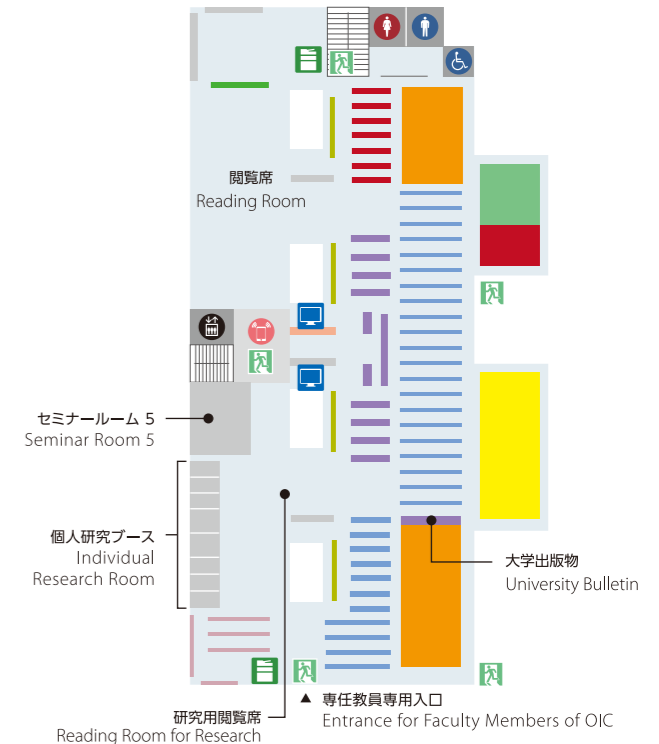 閲覧席
Reading Room
セミナールーム 5
Seminar Room 5
個人研究ブース
Individual
Research Room
大学出版物
University Bulletin
▲ 専任教員専用入口
Entrance for Faculty Members of OIC
研究用閲覧席
Reading Room for Research